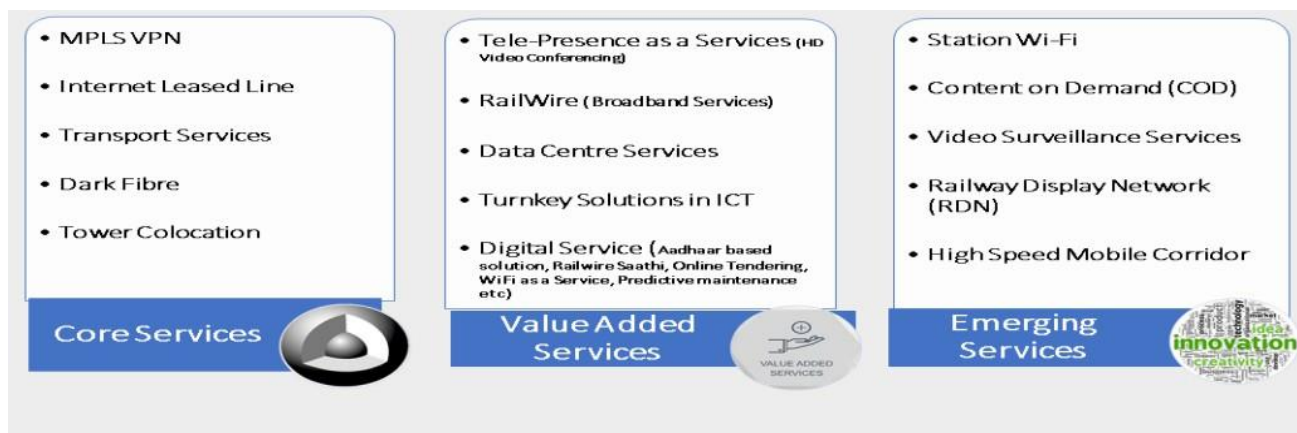 • MPLS VPN
• Internet Leased Line
• Transport Services
• Dark Fibre
• Tower Colocation
Core Services
• Tele-Presence as a Services (HD
Video Conferencing)
• RailWire (Broadband Services)
• Data Centre Services
• Turnkey Solutions in ICT
• Digital Service (Aadhaar based
solution, Railwire Saathi, Online Tendering,
WiFi as a Service, Predictive maintenance
etc)
Value Added
Services
VALUE ADDED
SERVICES
• Station Wi-Fi
• Content on Demand (COD)
• Video Surveillance Services
• Railway Display Network
(RDN)
• High Speed Mobile Corridor
Emerging
Services
market
product
technology
idea
innovation
creativity